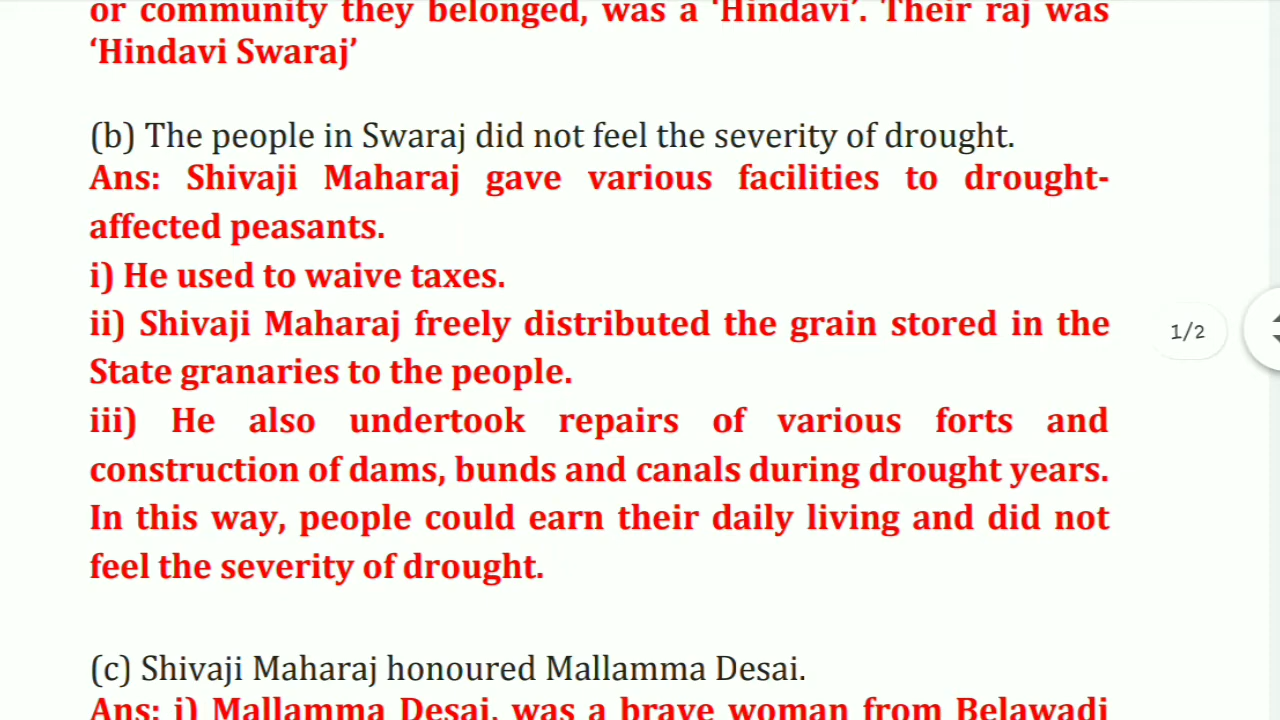 or community they belonged, was a ‘Hindavi’. Their raj was
‘Hindavi Swaraj’
(b) The people in Swaraj did not feel the severity of drought.
Ans: Shivaji Maharaj gave various facilities to drought-
affected peasants.
i) He used to waive taxes.
ii) Shivaji Maharaj freely distributed the grain stored in the
State granaries to the people.
1/2
iii) He also undertook repairs of various forts and
construction of dams, bunds and canals during drought years.
In this way, people could earn their daily living and did not
feel the severity of drought.
(c) Shivaji Maharaj honoured Mallamma Desai.
Ans: i) Mallamma Desai, was a brave woman from Belawadi